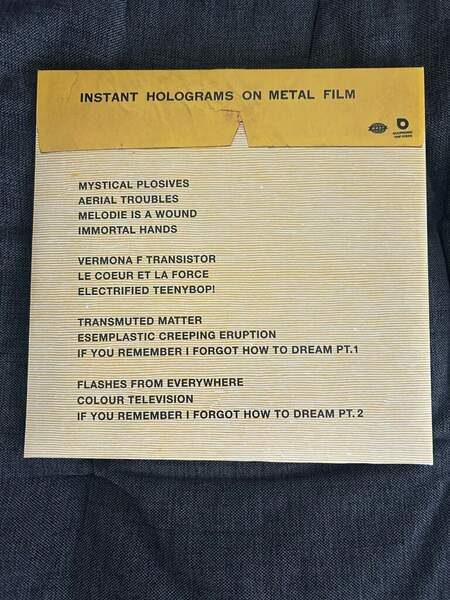 INSTANT HOLOGRAMS ON METAL FILM
MYSTICAL PLOSIVES
AERIAL TROUBLES
MELODIE IS A WOUND
IMMORTAL HANDS
VERMONA F TRANSISTOR
LE COEUR ET LA FORCE
ELECTRIFIED TEENYBOP!
TRANSMUTED MATTER
ESEMPLASTIC CREEPING ERUPTION
IF YOU REMEMBER I FORGOT HOW TO DREAM PT.1
FLASHES FROM EVERYWHERE
COLOUR TELEVISION
IF YOU REMEMBER I FORGOT HOW TO DREAM PT.2